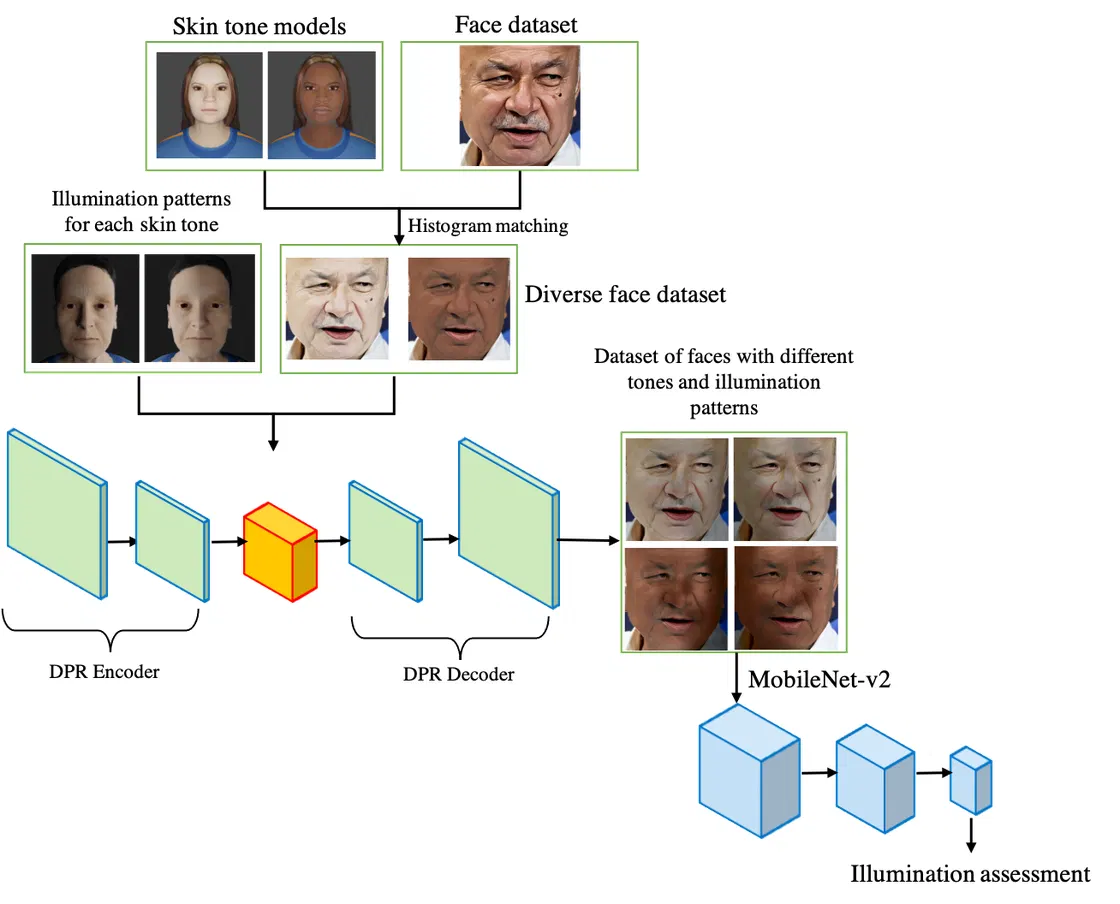 Skin tone models
Face dataset
Illumination patterns
for each skin tone
Histogram matching
Diverse face dataset
Dataset of faces with different
tones and illumination
patterns
DPR Encoder
DPR Decoder
MobileNet-v2
Illumination assessment